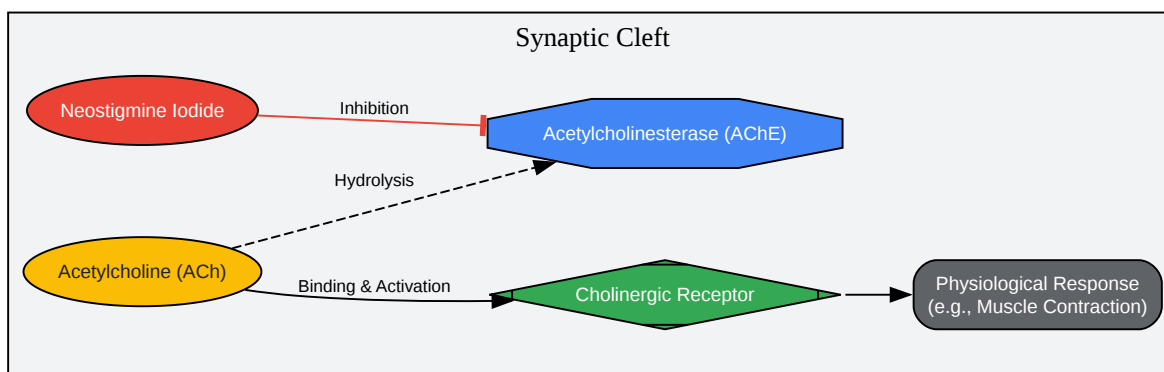 Synaptic Cleft
Neostigmine Iodide
Inhibition
Acetylcholinesterase (AChE)
Hydrolysis
Acetylcholine (ACh)
Binding & Activation
Cholinergic Receptor
Physiological Response
(e.g., Muscle Contraction)